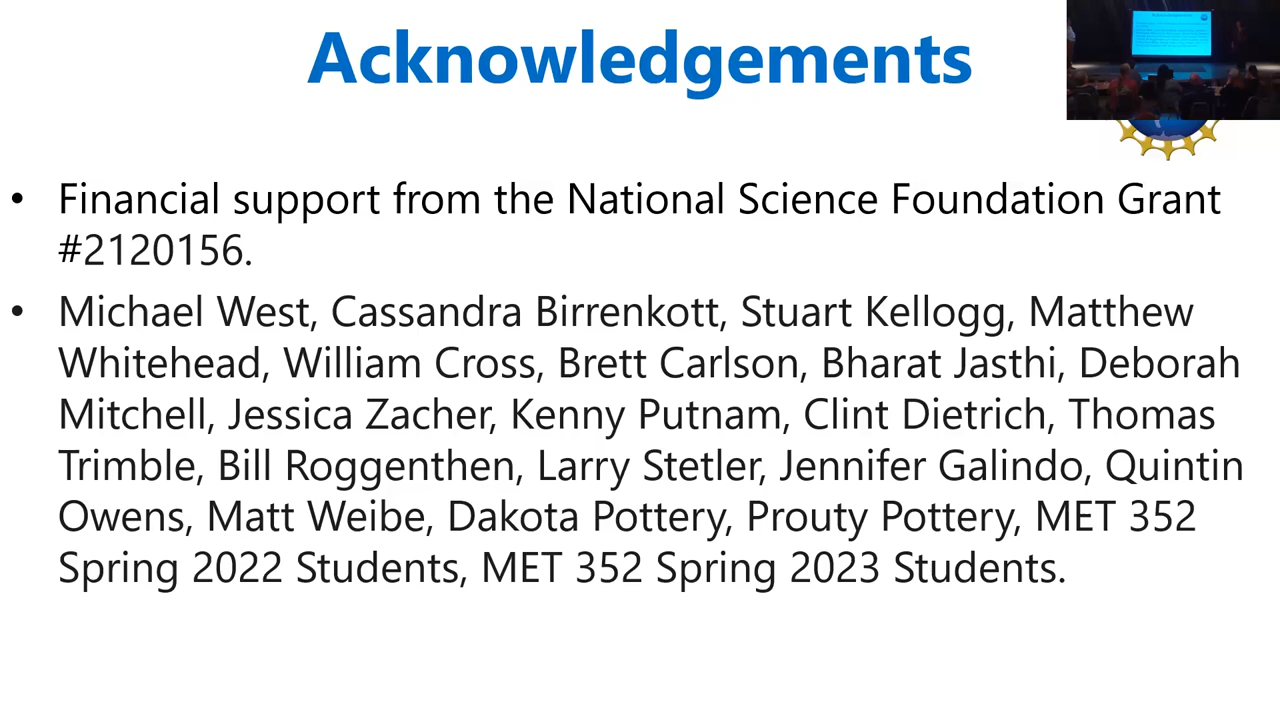 Acknowledgements
• Financial support from the National Science Foundation Grant
#2120156.
• Michael West, Cassandra Birrenkott, Stuart Kellogg, Matthew
Whitehead, William Cross, Brett Carlson, Bharat Jasthi, Deborah
Mitchell, Jessica Zacher, Kenny Putnam, Clint Dietrich, Thomas
Trimble, Bill Roggenthen, Larry Stetler, Jennifer Galindo, Quintin
Owens, Matt Weibe, Dakota Pottery, Prouty Pottery, MET 352
Spring 2022 Students, MET 352 Spring 2023 Students.